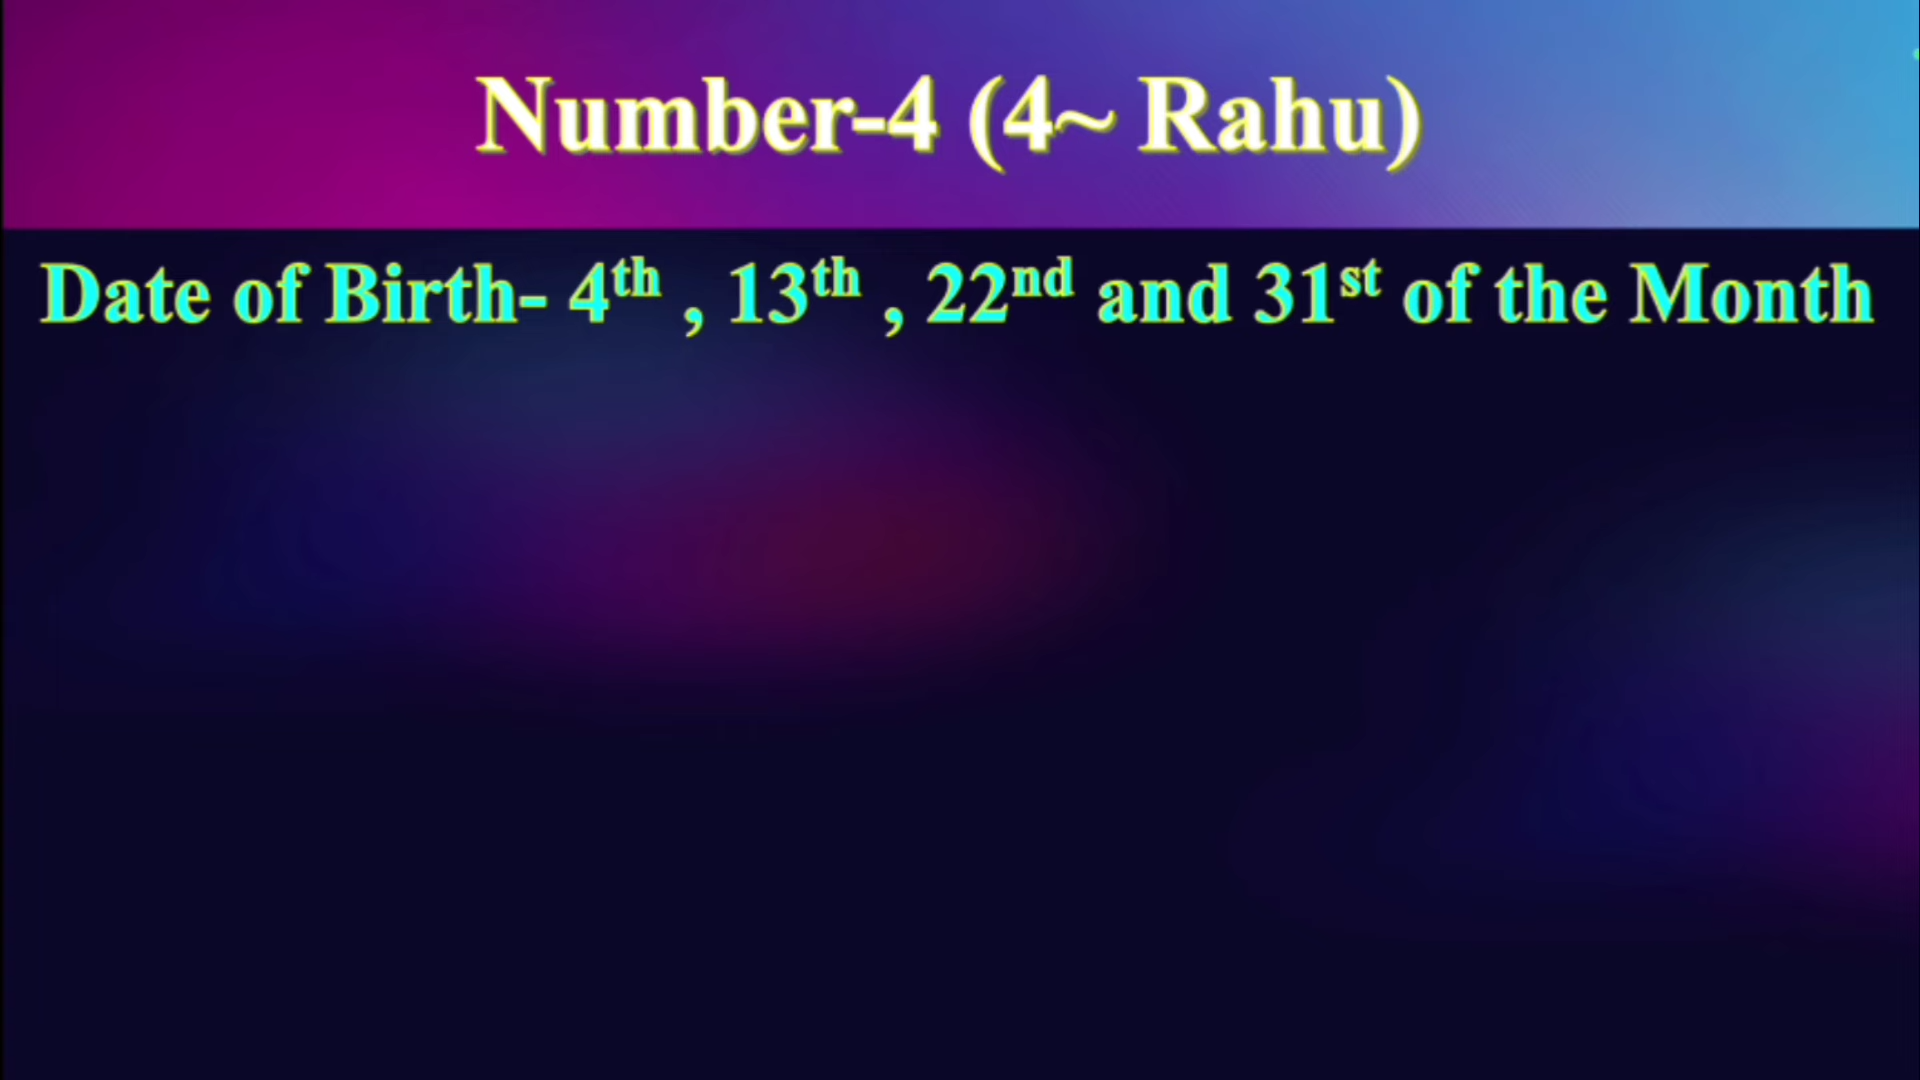 Number-4 (4~ Rahu)
Date of Birth- 4th , 13th , 22nd and 31st of the Month